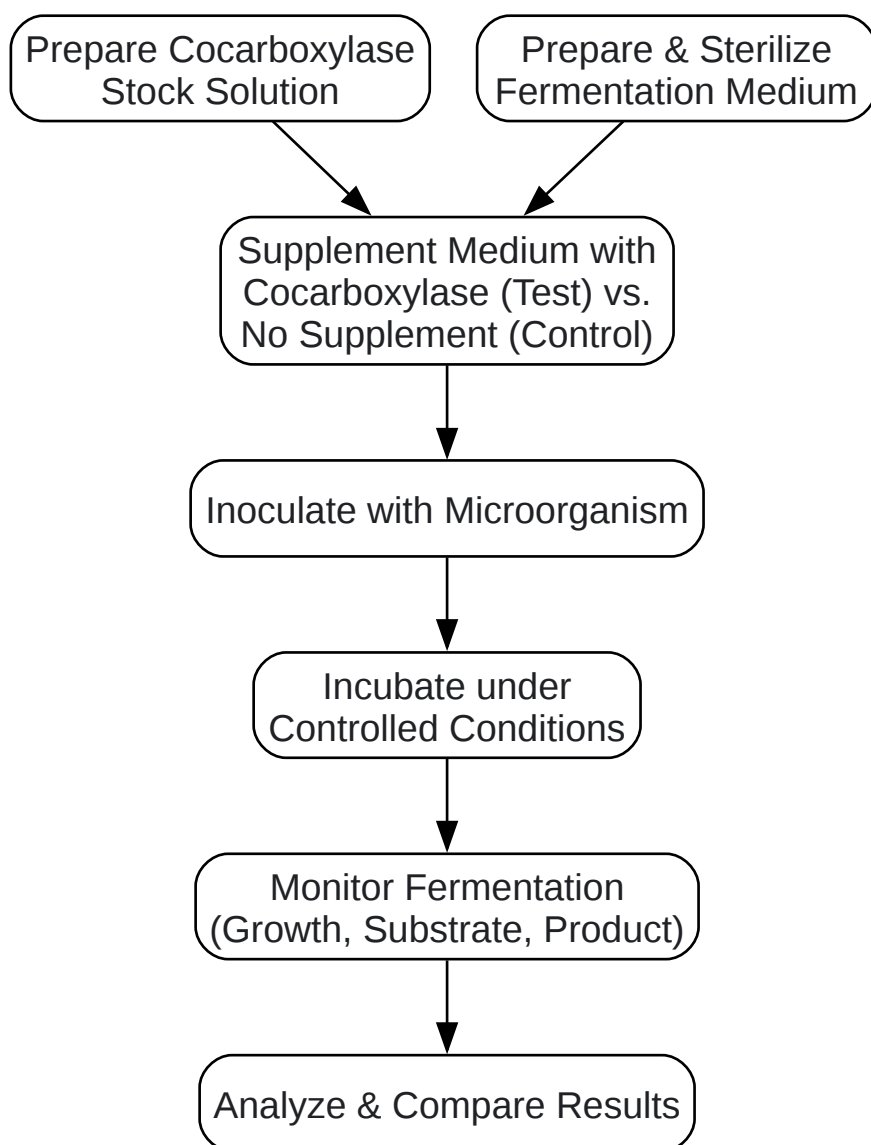 Prepare Cocarboxylase
Stock Solution
Prepare & Sterilize
Fermentation Medium
Supplement Medium with
Cocarboxylase (Test) vs.
No Supplement (Control)
Inoculate with Microorganism
Incubate under
Controlled Conditions
Monitor Fermentation
(Growth, Substrate, Product)
Analyze & Compare Results